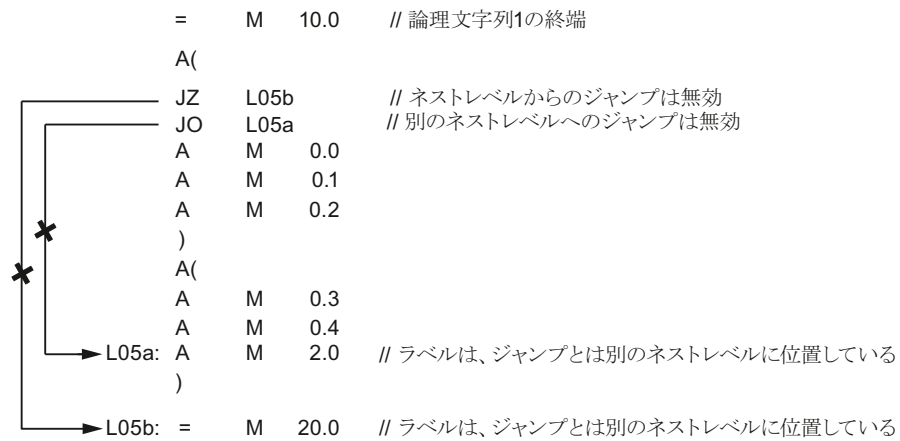 = M 10.0 // 論理文字列1の終端
A(
JZ L05b // ネストレベルからのジャンプは無効
JO L05a // 別のネストレベルへのジャンプは無効
A M 0.0
A M 0.1
A M 0.2
)
A(
A M 0.3
A M 0.4
L05a: A M 2.0 // ラベルは、ジャンプとは別のネストレベルに位置している
)
L05b: = M 20.0 // ラベルは、ジャンプとは別のネストレベルに位置している